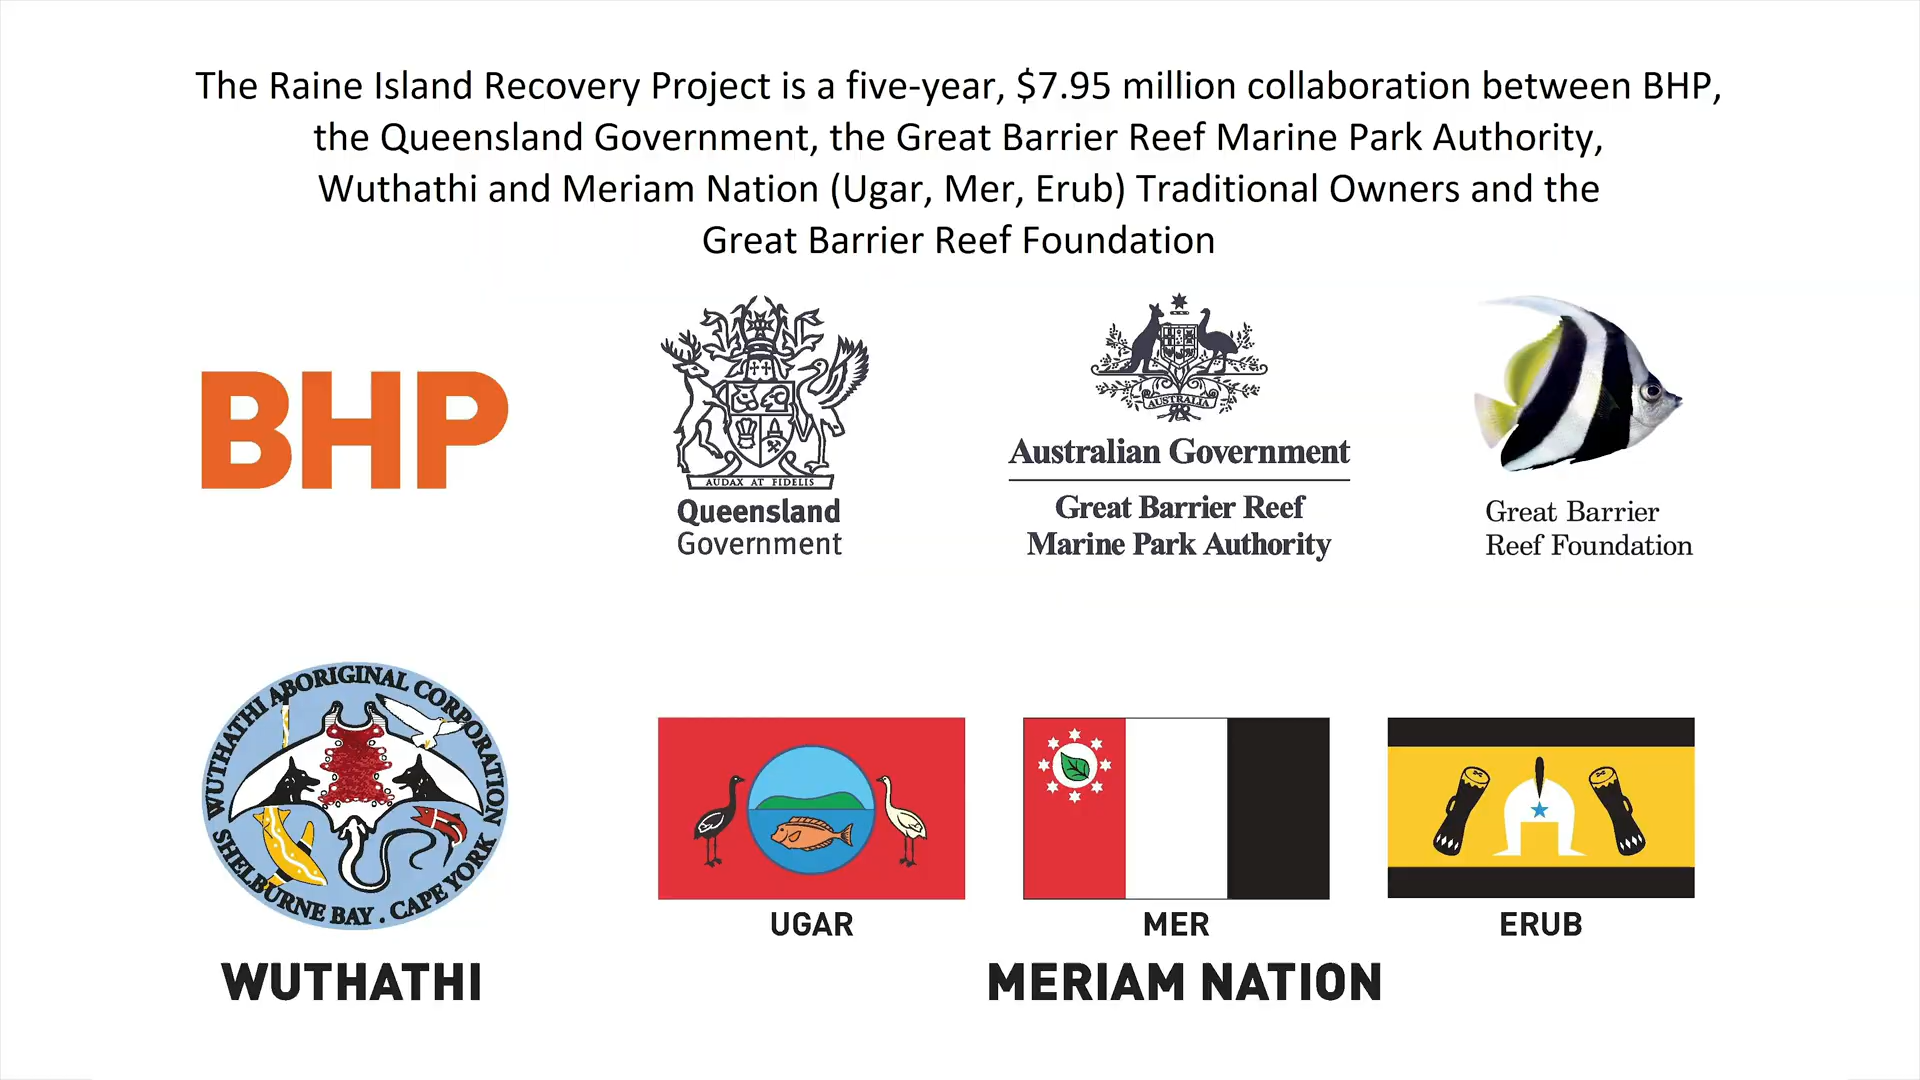 The Raine Island Recovery Project is a five-year, $7.95 million collaboration between BHP,
the Queensland Government, the Great Barrier Reef Marine Park Authority,
Wuthathi and Meriam Nation (Ugar, Mer, Erub) Traditional Owners and the
Great Barrier Reef Foundation
BHP
AUDAX AT FIDELIS
Queensland
Government
AUSTRALIA
Australian Government
Great Barrier Reef
Marine Park Authority
Great Barrier
Reef Foundation
WUTHATHI ABORIGINAL CORPORATION
SHELBURNE BAY . CAPE YORK
WUTHATHI
UGAR
MER
ERUB
MERIAM NATION